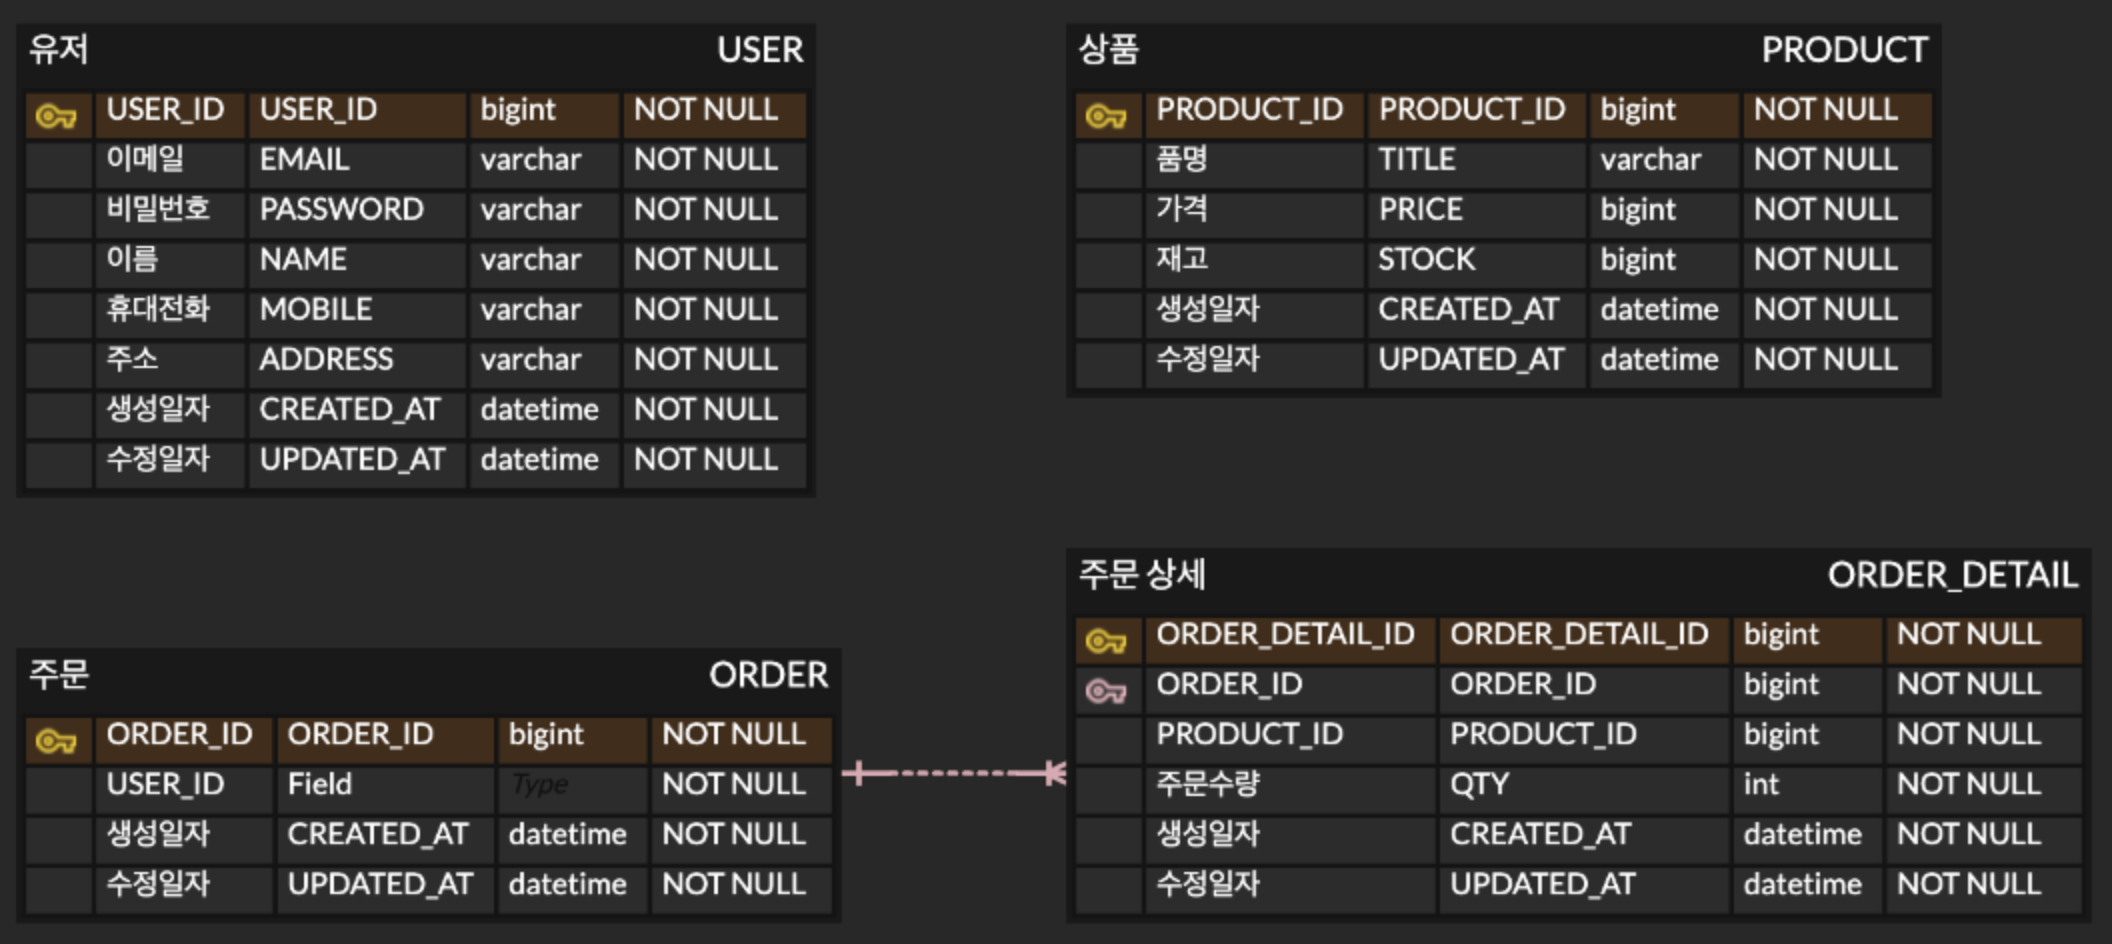 유저 USER
USER_ID USER_ID bigint NOT NULL
이메일 EMAIL varchar NOT NULL
비밀번호 PASSWORD varchar NOT NULL
이름 NAME varchar NOT NULL
휴대전화 MOBILE varchar NOT NULL
주소 ADDRESS varchar NOT NULL
생성일자 CREATED_AT datetime NOT NULL
수정일자 UPDATED_AT datetime NOT NULL
상품 PRODUCT
PRODUCT_ID PRODUCT_ID bigint NOT NULL
품명 TITLE varchar NOT NULL
가격 PRICE bigint NOT NULL
재고 STOCK bigint NOT NULL
생성일자 CREATED_AT datetime NOT NULL
수정일자 UPDATED_AT datetime NOT NULL
주문 ORDER
ORDER_ID ORDER_ID bigint NOT NULL
USER_ID Field Type NOT NULL
생성일자 CREATED_AT datetime NOT NULL
수정일자 UPDATED_AT datetime NOT NULL
주문 상세 ORDER_DETAIL
ORDER_DETAIL_ID ORDER_DETAIL_ID bigint NOT NULL
ORDER_ID ORDER_ID bigint NOT NULL
PRODUCT_ID PRODUCT_ID bigint NOT NULL
주문수량 QTY int NOT NULL
생성일자 CREATED_AT datetime NOT NULL
수정일자 UPDATED_AT datetime NOT NULL